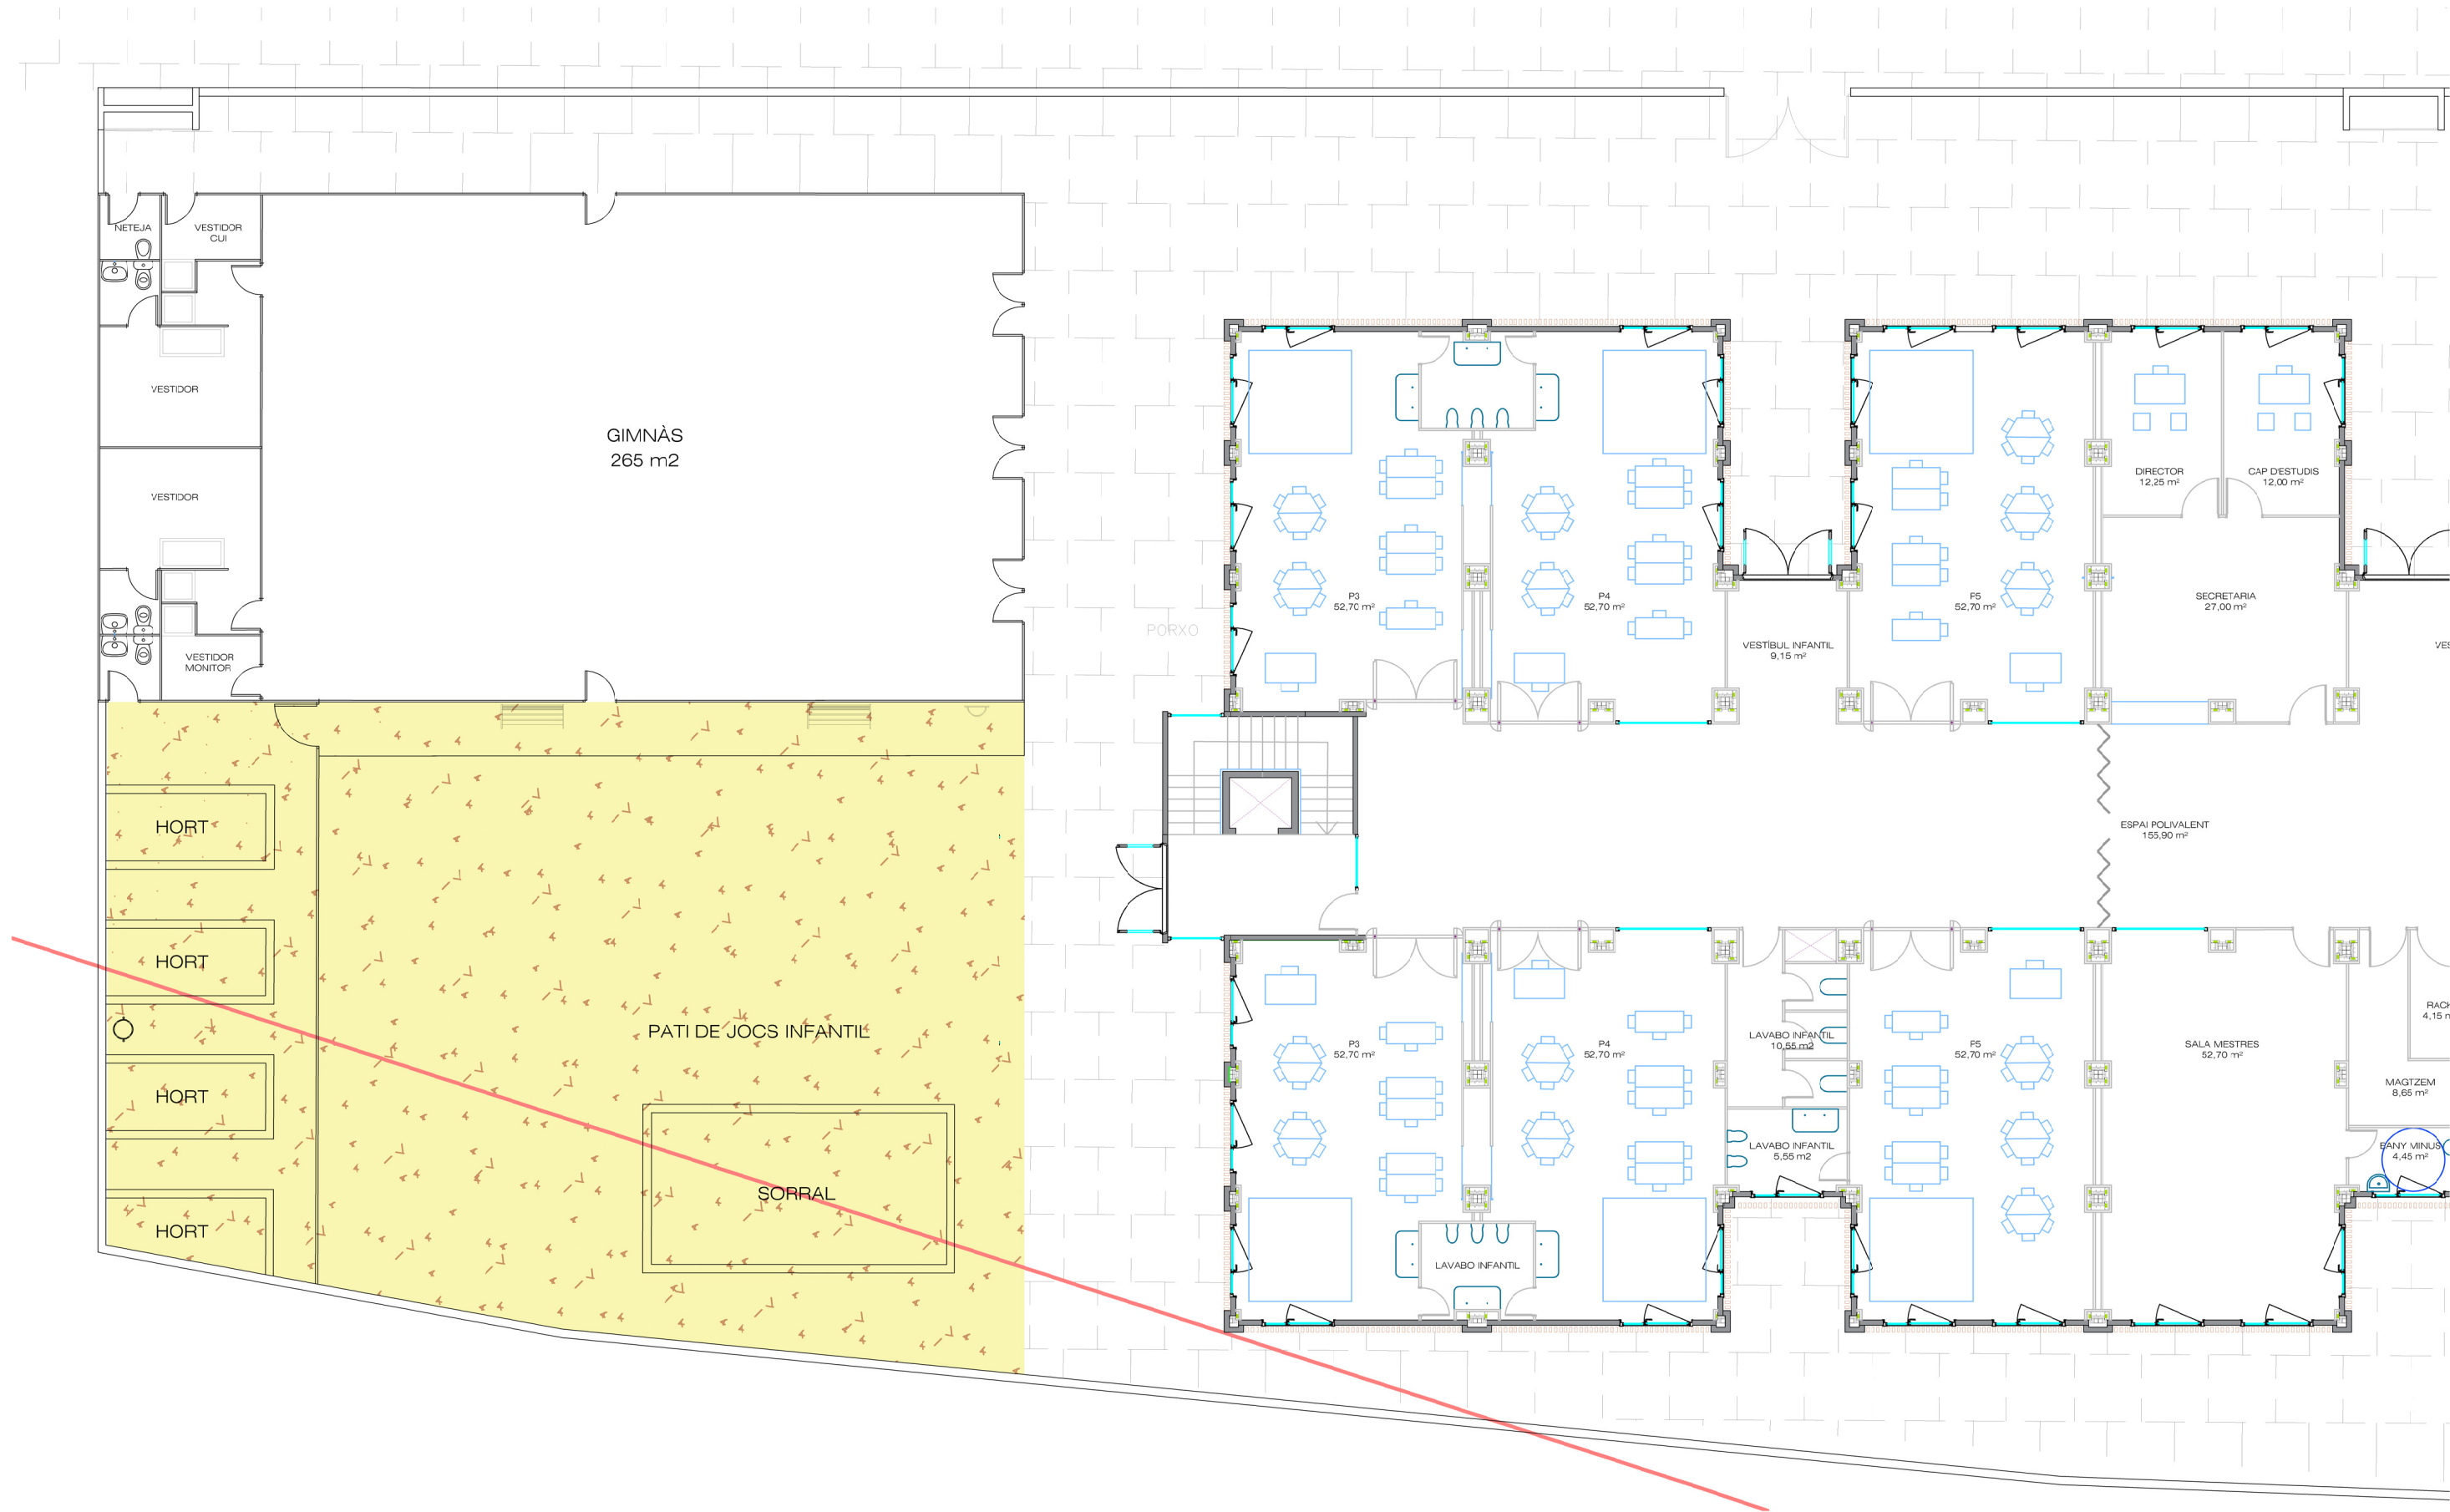 NETEJA
VESTIDOR
CUI
VESTIDOR
VESTIDOR
VESTIDOR
MONITOR
GIMNÀS
265 m2
PORXO
HORT
HORT
HORT
HORT
PATI DE JOCS INFANTIL
SORRAL
P3
52,70 m²
P4
52,70 m²
VESTÍBUL INFANTIL
9,15 m²
P5
52,70 m²
DIRECTOR
12,25 m²
CAP D'ESTUDIS
12,00 m²
SECRETARIA
27,00 m²
VES
ESPAI POLIVALENT
155,90 m²
P3
52,70 m²
P4
52,70 m²
LAVABO INFANTIL
10,55 m2
LAVABO INFANTIL
5,55 m2
LAVABO INFANTIL
P5
52,70 m²
SALA MESTRES
52,70 m²
RACK
4,15 m
MAGTZEM
8,65 m²
BANY MINUS
4,45 m²